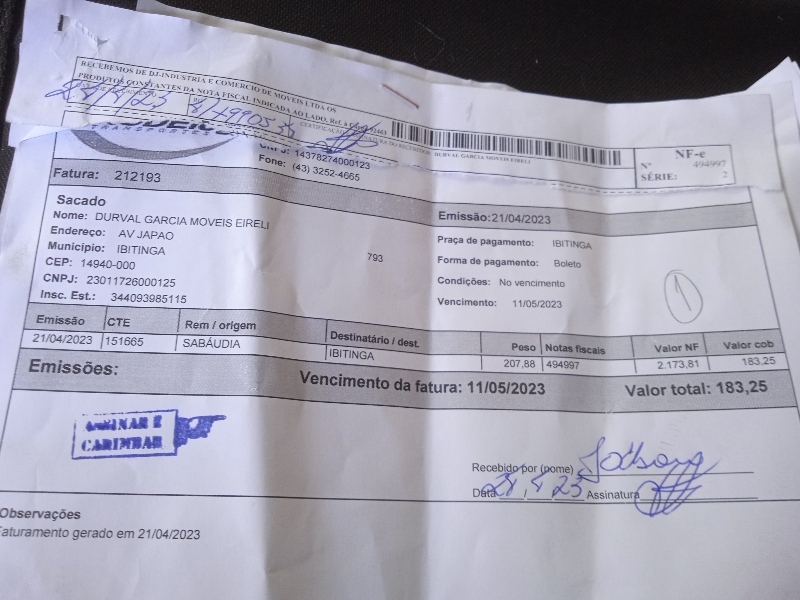 RECEBEMOS DE DJ-INDUSTRIA E COMERCIO DE MOVEIS LTDA OS
PRODUTOS CONSTANTES DA NOTA FISCAL INDICADA AO LADO, Ref. à
DURVAL GARCIA MOVEIS EIRELI
NF-e
Nº 494997
SÉRIE: 2
CNPJ: 14378274000123
Fone: (43) 3252-4665
Fatura: 212193
Sacado
Nome: DURVAL GARCIA MOVEIS EIRELI
Endereço: AV JAPAO 793
Municipio: IBITINGA
CEP: 14940-000
CNPJ: 23011726000125
Insc. Est.: 344093985115
Emissão: 21/04/2023
Praça de pagamento: IBITINGA
Forma de pagamento: Boleto
Condições: No vencimento
Vencimento: 11/05/2023
1
Emissão CTE Rem / origem Destinatário / dest. Peso Notas fiscais Valor NF Valor cob
21/04/2023 151665 SABÁUDIA IBITINGA 207,88 494997 2.173,81 183,25
Emissões: Vencimento da fatura: 11/05/2023 Valor total: 183,25
ASSINAR E
CARIMBAR
Recebido por (nome)
Data Assinatura
Observações
Faturamento gerado em 21/04/2023